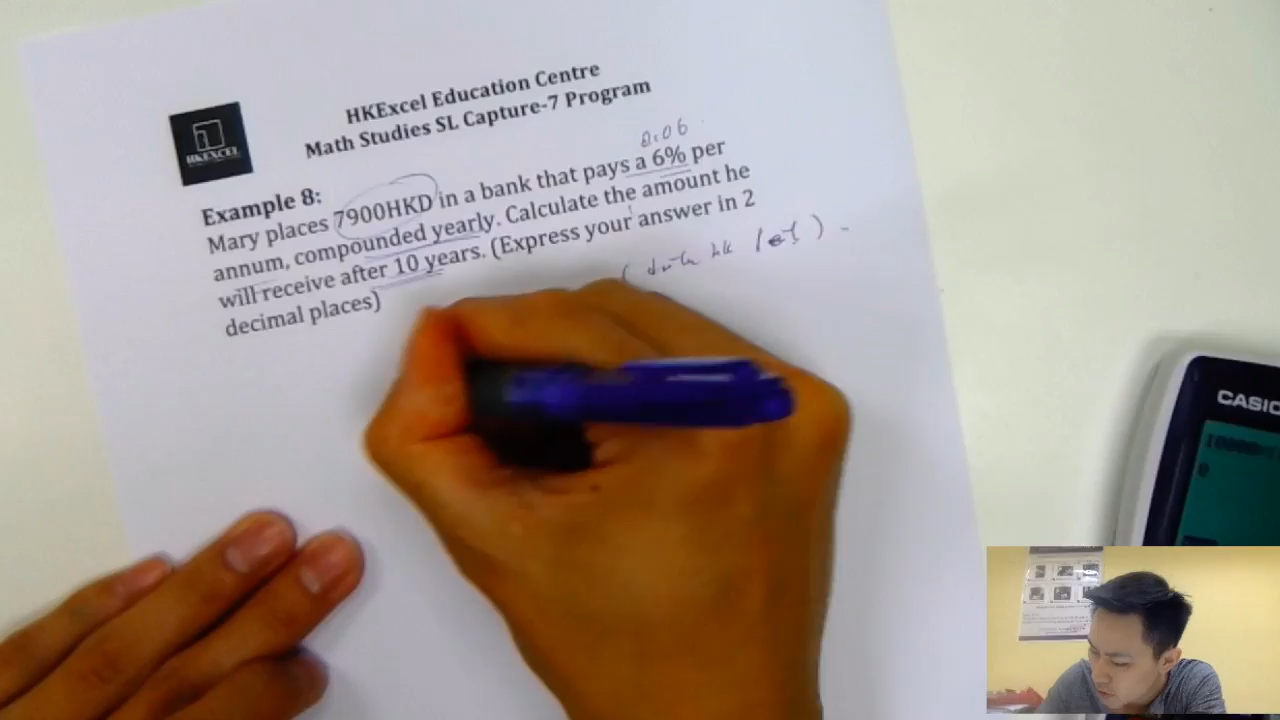 HKExcel Education Centre
Math Studies SL Capture-7 Program
HKEXCEL
0.06
Example 8:
Mary places 7900HKD in a bank that pays a 6% per
annum, compounded yearly. Calculate the amount he
will receive after 10 years. (Express your answer in 2
decimal places)
CASIO